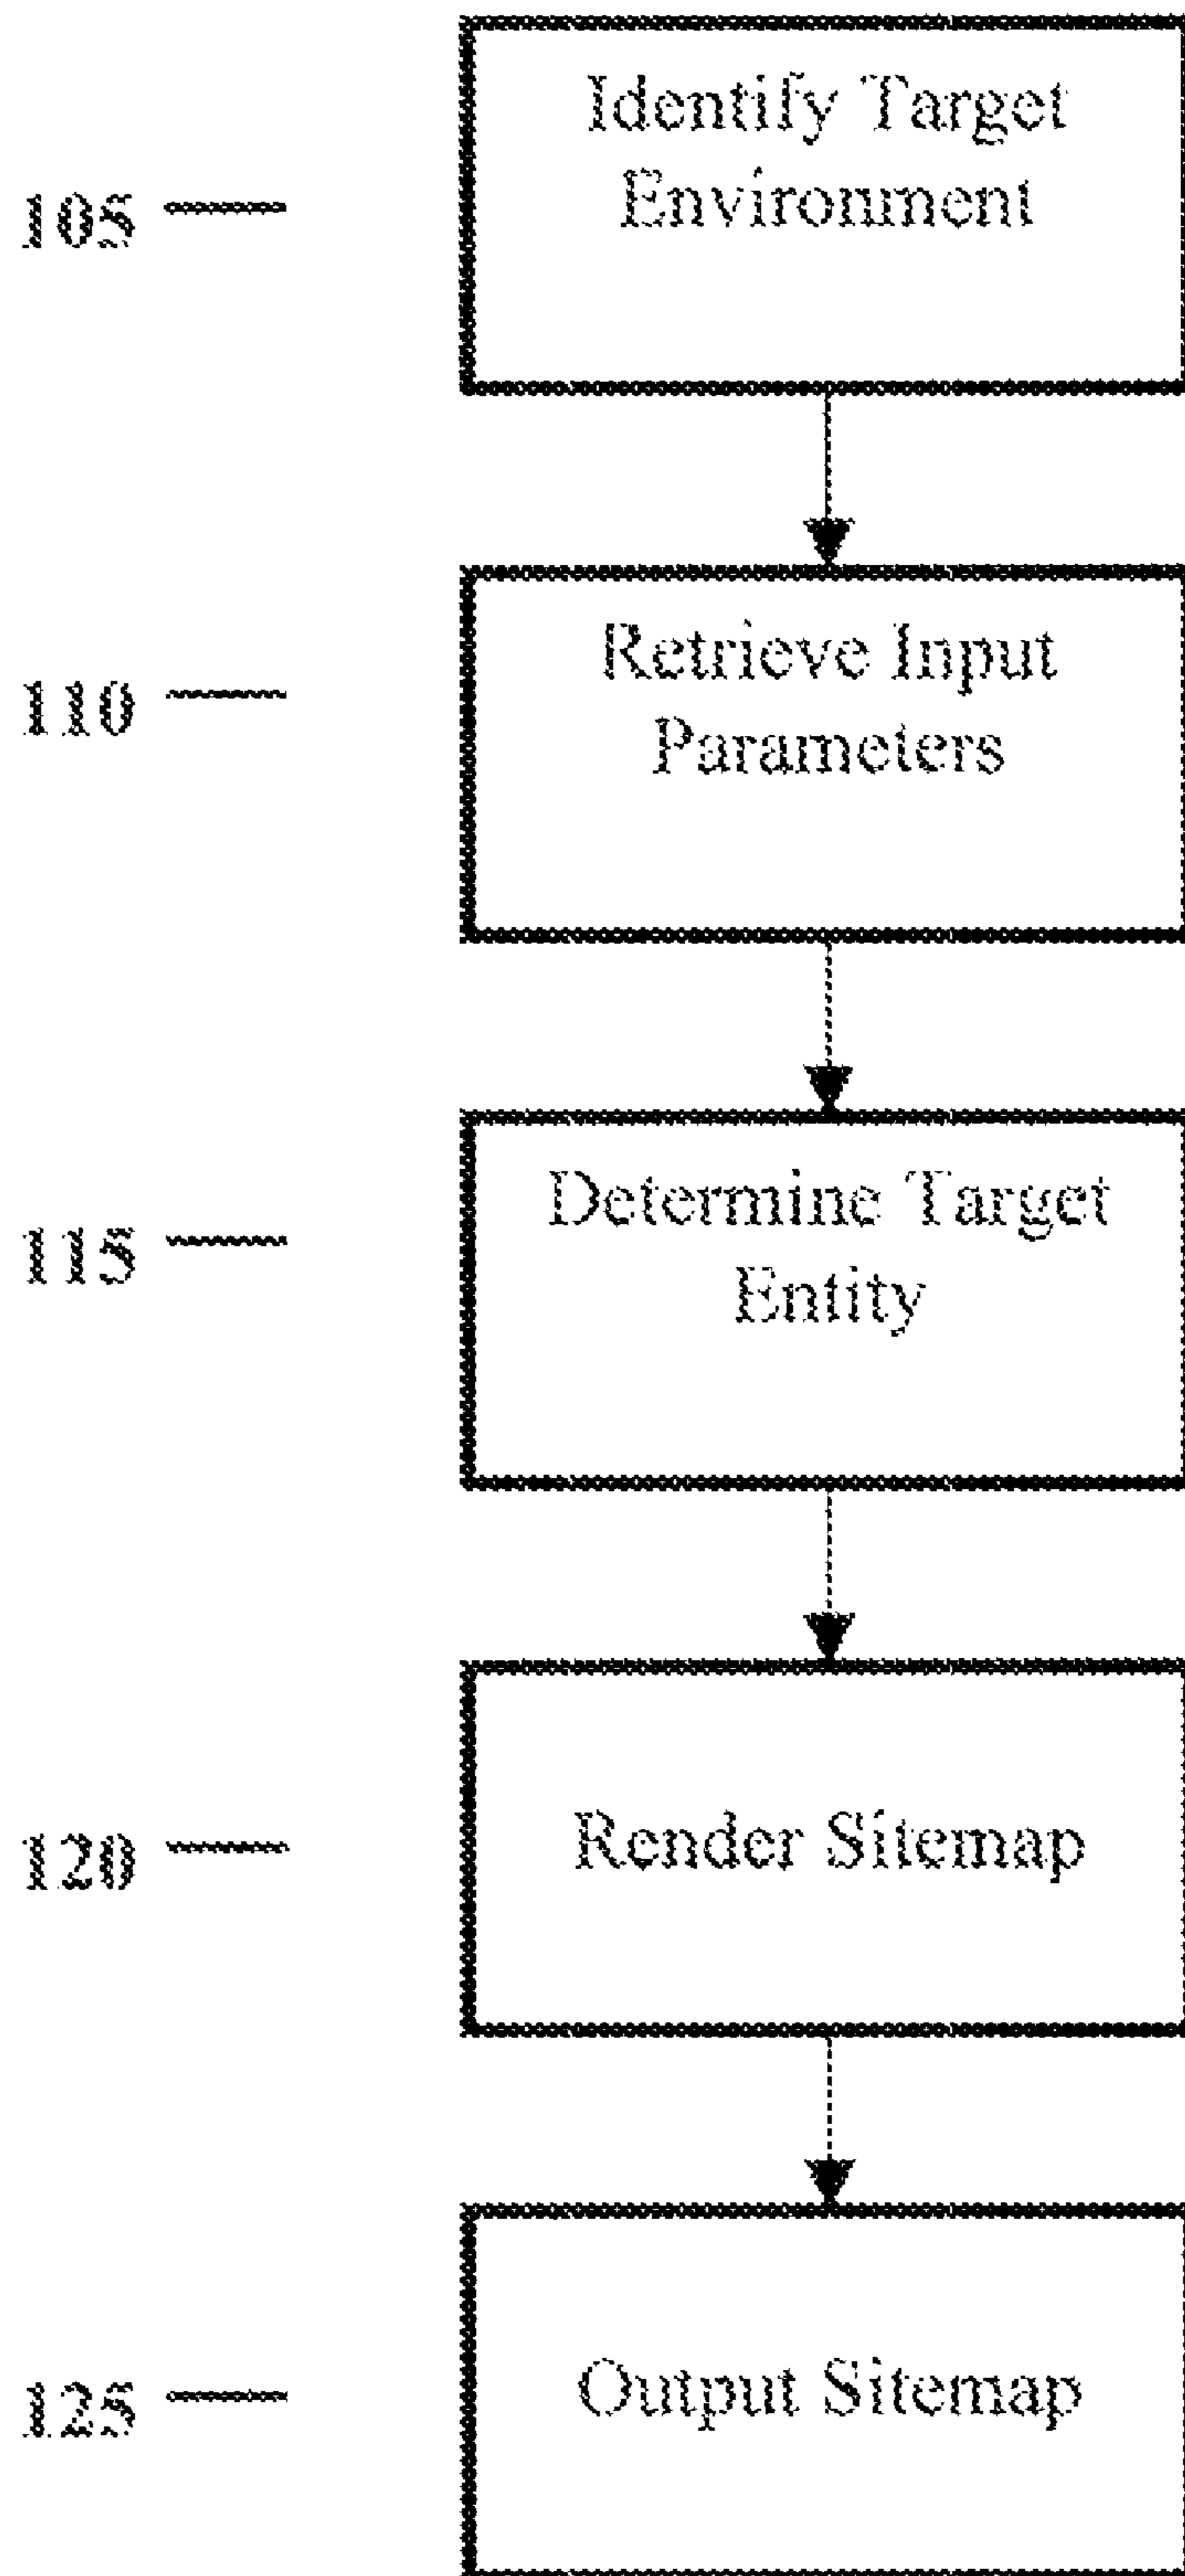 Identify Target
Environment
105
Retrieve Input
Parameters
110
Determine Target
Entity
115
Render Sitemap
120
Output Sitemap
125